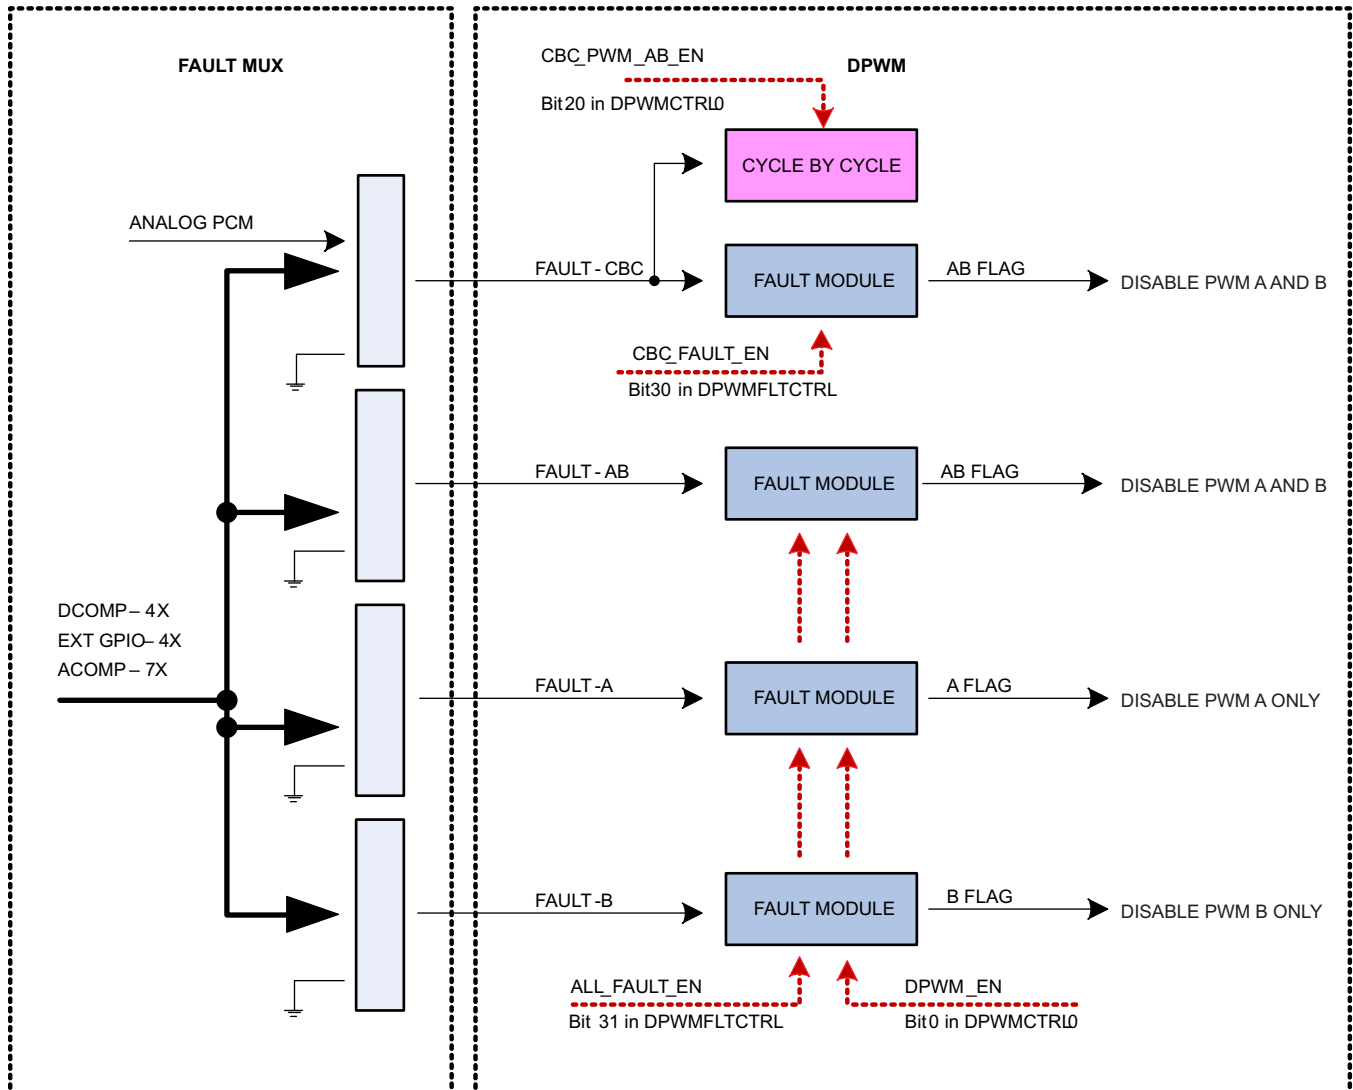 FAULT MUX
DPWM
CBC_PWM_AB_EN
Bit20 in DPWMCTRL0
CYCLE BY CYCLE
ANALOG PCM
FAULT - CBC
FAULT MODULE
AB FLAG
DISABLE PWM A AND B
CBC_FAULT_EN
Bit30 in DPWMFLTCTRL
FAULT - AB
FAULT MODULE
AB FLAG
DISABLE PWM A AND B
DCOMP – 4X
EXT GPIO – 4X
ACOMP – 7X
FAULT -A
FAULT MODULE
A FLAG
DISABLE PWM A ONLY
FAULT -B
FAULT MODULE
B FLAG
DISABLE PWM B ONLY
ALL_FAULT_EN
Bit 31 in DPWMFLTCTRL
DPWM_EN
Bit0 in DPWMCTRL0